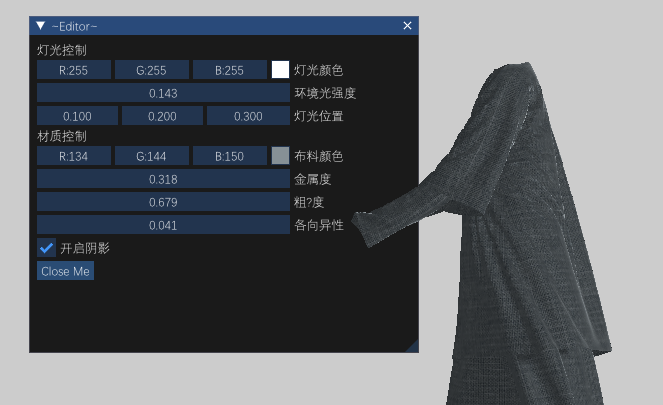 ~Editor~
灯光控制
R:255 G:255 B:255 灯光颜色
0.143 环境光强度
0.100 0.200 0.300 灯光位置
材质控制
R:134 G:144 B:150 布料颜色
0.318 金属度
0.679 粗?度
0.041 各向异性
开启阴影
Close Me